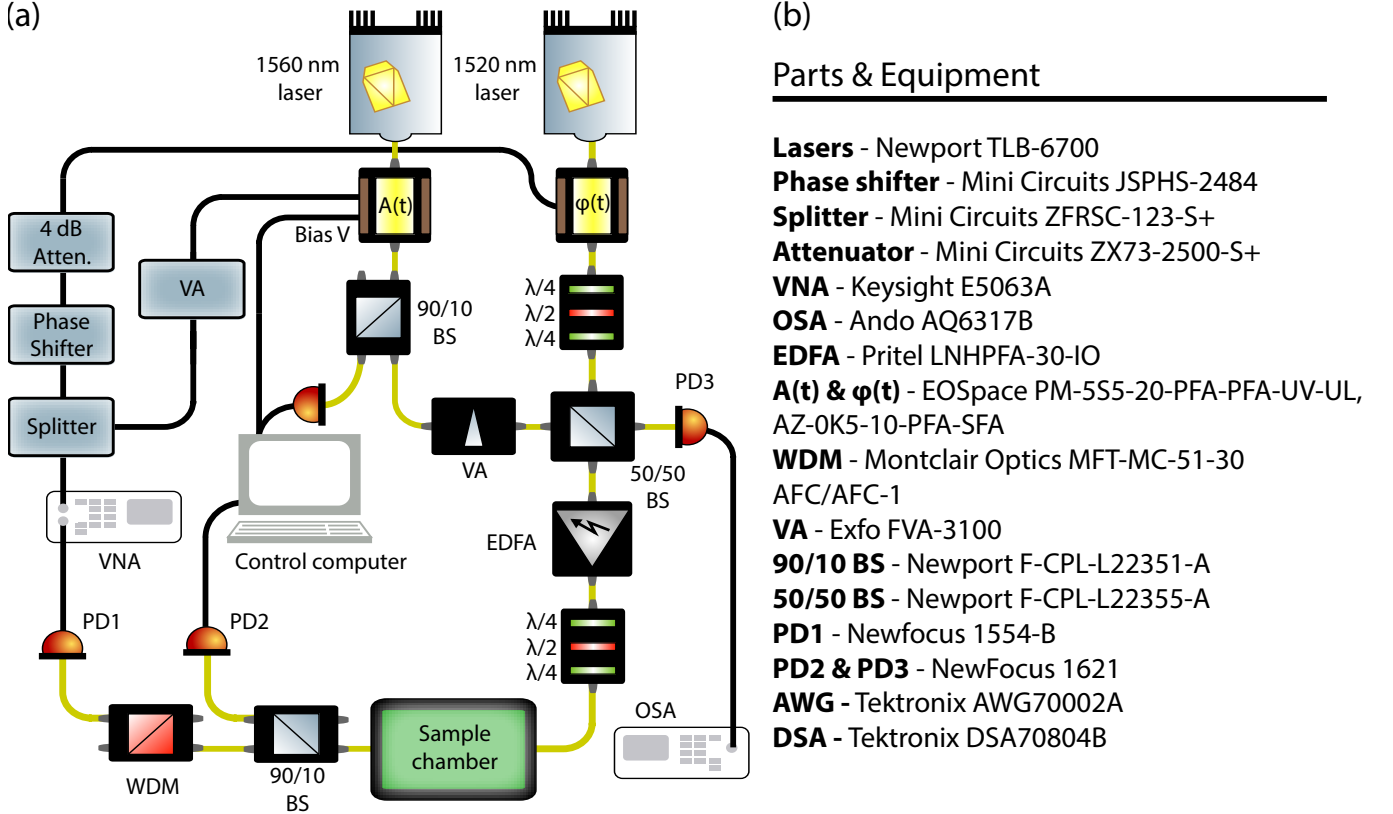 (a)
1560 nm
laser
1520 nm
laser
A(t)
φ(t)
Bias V
4 dB
Atten.
VA
Phase
Shifter
Splitter
90/10
BS
λ/4
λ/2
λ/4
PD3
VA
50/50
BS
VNA
Control computer
EDFA
PD1
PD2
λ/4
λ/2
λ/4
OSA
Sample
chamber
WDM
90/10
BS
(b)
Parts & Equipment
Lasers - Newport TLB-6700
Phase shifter - Mini Circuits JSPHS-2484
Splitter - Mini Circuits ZFRSC-123-S+
Attenuator - Mini Circuits ZX73-2500-S+
VNA - Keysight E5063A
OSA - Ando AQ6317B
EDFA - Pritel LNHPFA-30-IO
A(t) & φ(t) - EOSpace PM-5S5-20-PFA-PFA-UV-UL,
AZ-0K5-10-PFA-SFA
WDM - Montclair Optics MFT-MC-51-30
AFC/AFC-1
VA - Exfo FVA-3100
90/10 BS - Newport F-CPL-L22351-A
50/50 BS - Newport F-CPL-L22355-A
PD1 - Newfocus 1554-B
PD2 & PD3 - NewFocus 1621
AWG - Tektronix AWG70002A
DSA - Tektronix DSA70804B